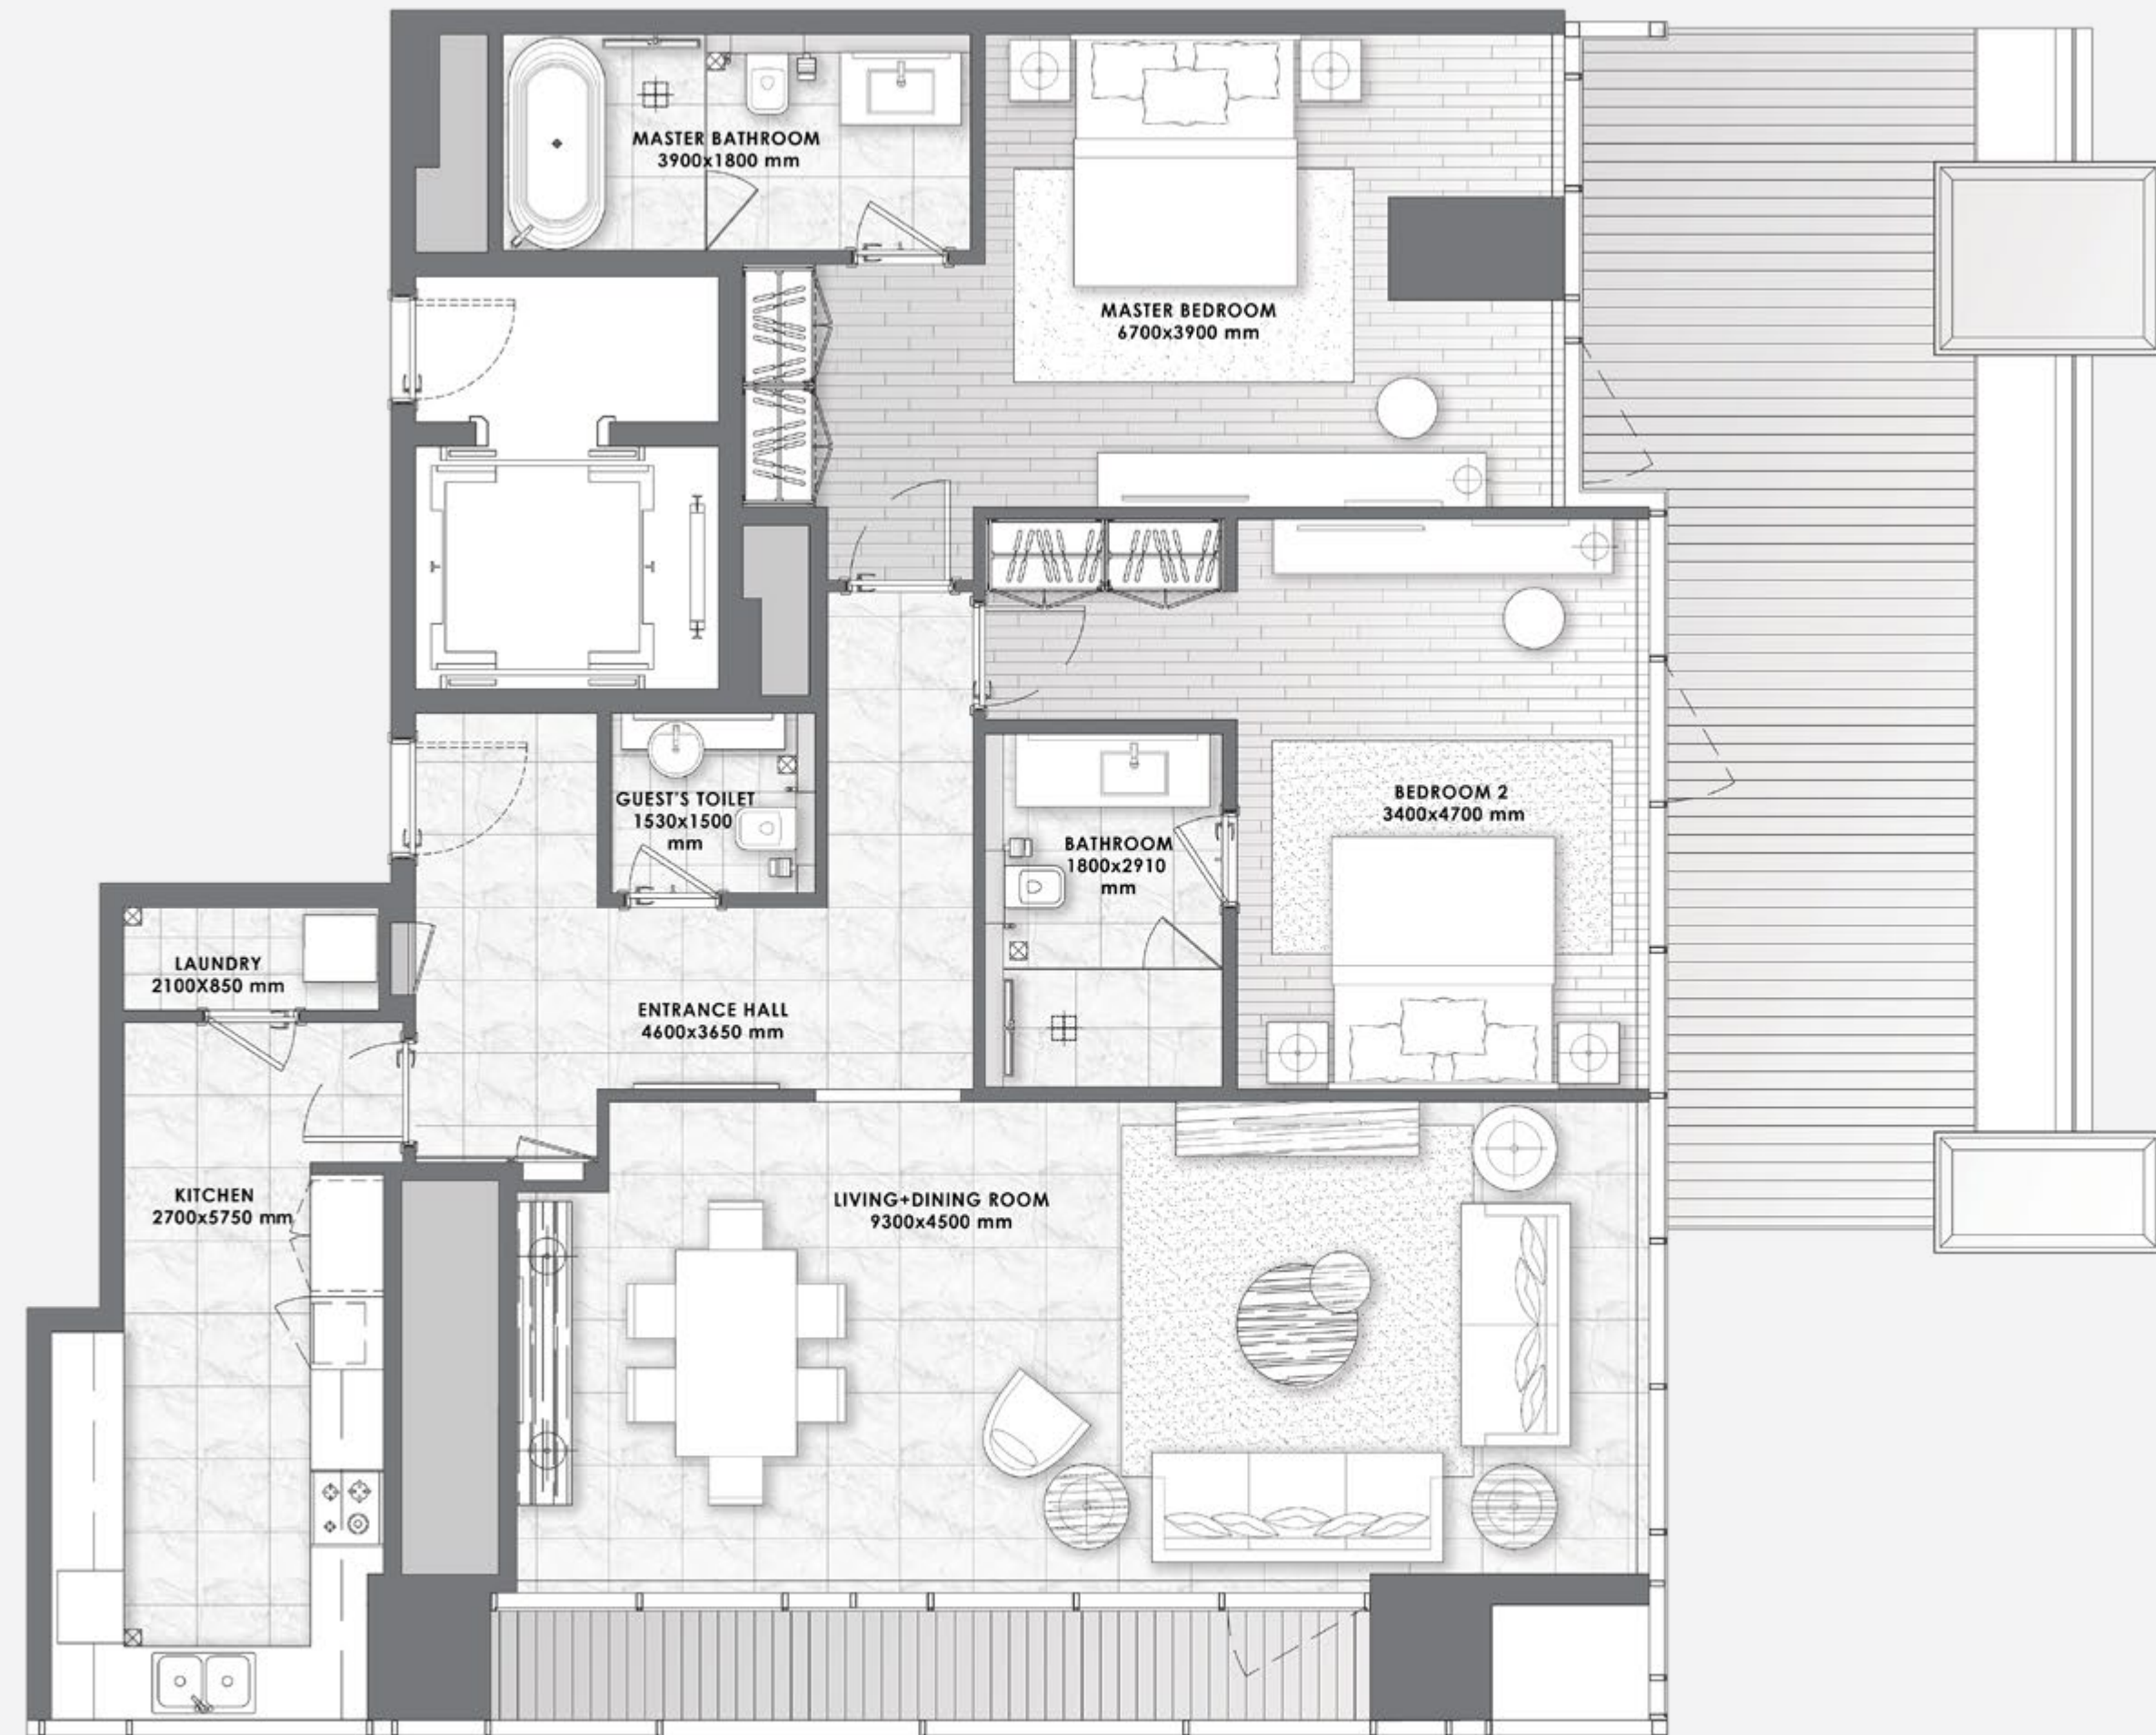 MASTER BATHROOM
3900x1800 mm
MASTER BEDROOM
6700x3900 mm
GUEST'S TOILET
1530x1500
mm
BATHROOM
1800x2910
mm
BEDROOM 2
3400x4700 mm
LAUNDRY
2100X850 mm
ENTRANCE HALL
4600x3650 mm
KITCHEN
2700x5750 mm
LIVING+DINING ROOM
9300x4500 mm